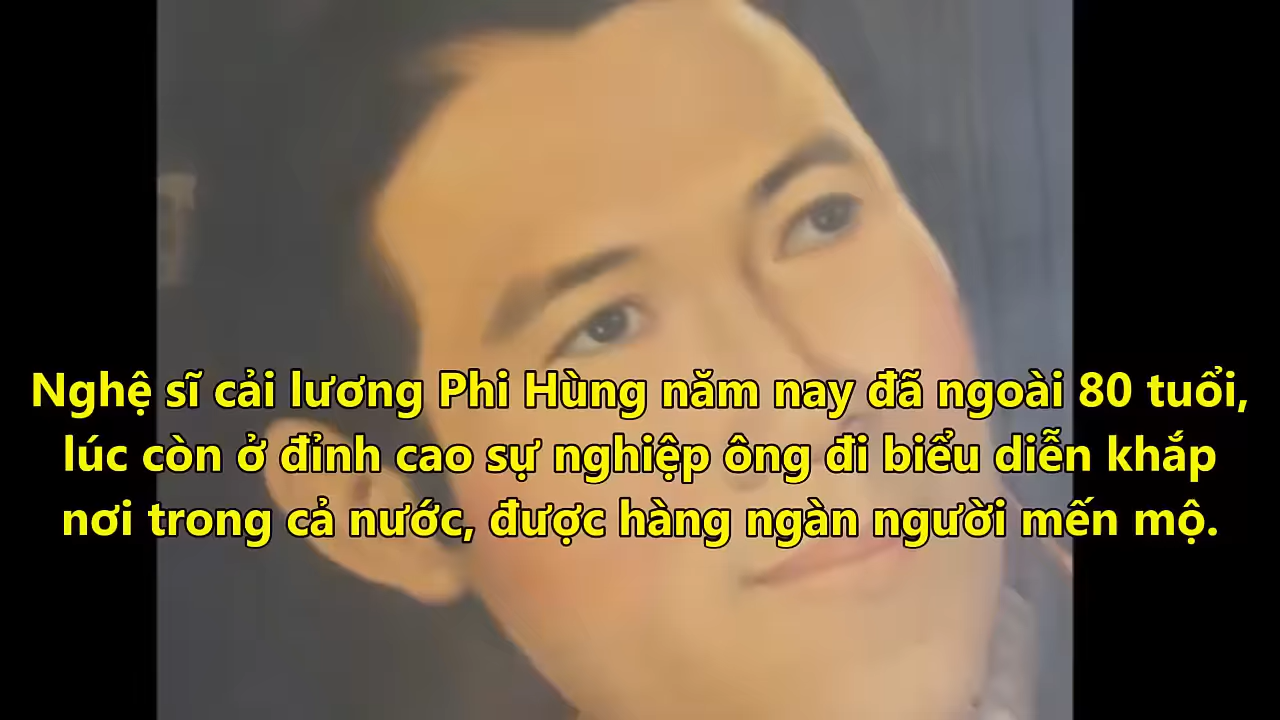 Nghệ sĩ cải lương Phi Hùng năm nay đã ngoài 80 tuổi,
lúc còn ở đỉnh cao sự nghiệp ông đi biểu diễn khắp
nơi trong cả nước, được hàng ngàn người mến mộ.